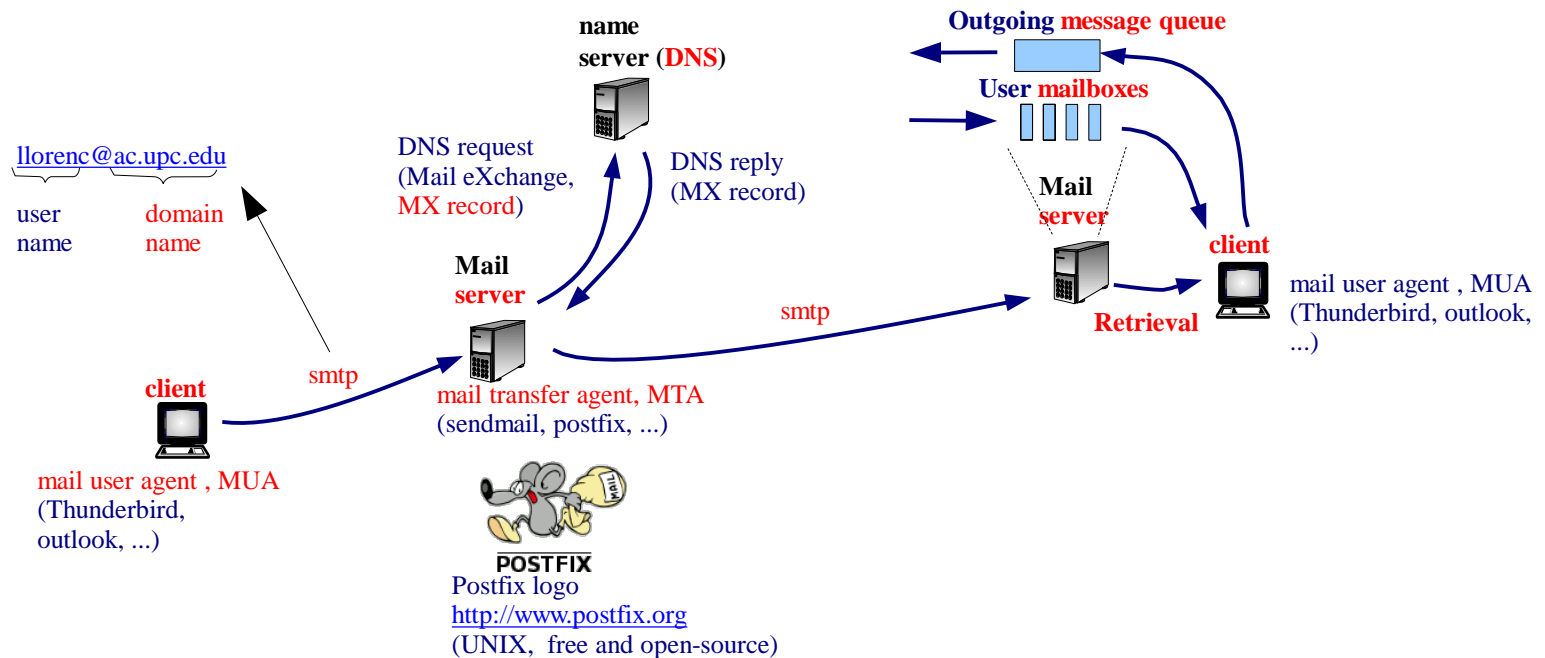 name
server (DNS)
Outgoing message queue
User mailboxes
llorenc@ac.upc.edu
user
name
domain
name
DNS request
(Mail eXchange,
MX record)
DNS reply
(MX record)
Mail
server
Mail
server
client
mail user agent , MUA
(Thunderbird, outlook,
...)
Retrieval
smtp
smtp
client
mail transfer agent, MTA
(sendmail, postfix, ...)
mail user agent , MUA
(Thunderbird,
outlook, ...)
MAIL
POSTFIX
Postfix logo
http://www.postfix.org
(UNIX, free and open-source)